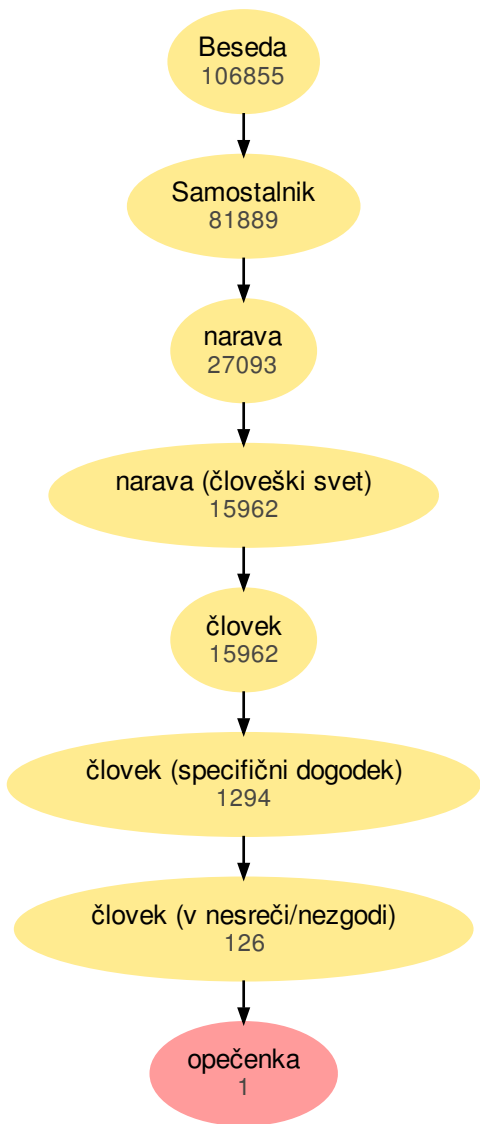 Beseda
106855
Samostalnik
81889
narava
27093
narava (človeški svet)
15962
človek
15962
človek (specifični dogodek)
1294
človek (v nesreči/nezgodi)
126
opečenka
1